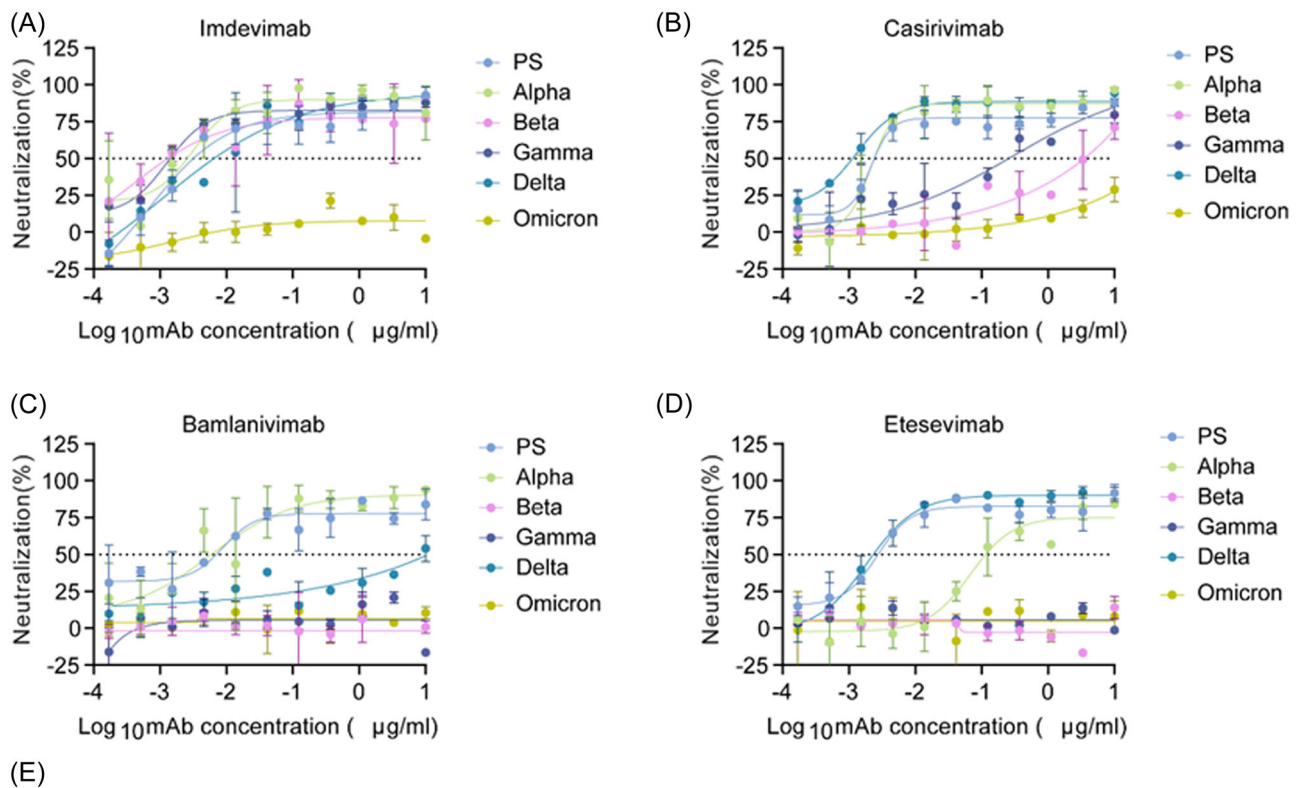 (A)
Imdevimab
Neutralization(%)
125
100
75
50
25
0
-25
-4 -3 -2 -1 0 1
Log 10mAb concentration ( μg/ml)
PS
Alpha
Beta
Gamma
Delta
Omicron
(B)
Casirivimab
Neutralization(%)
125
100
75
50
25
0
-25
-4 -3 -2 -1 0 1
Log 10mAb concentration ( μg/ml)
PS
Alpha
Beta
Gamma
Delta
Omicron
(C)
Bamlanivimab
Neutralization(%)
125
100
75
50
25
0
-25
-4 -3 -2 -1 0 1
Log 10mAb concentration ( μg/ml)
PS
Alpha
Beta
Gamma
Delta
Omicron
(D)
Etesevimab
Neutralization(%)
125
100
75
50
25
0
-25
-4 -3 -2 -1 0 1
Log 10mAb concentration ( μg/ml)
PS
Alpha
Beta
Gamma
Delta
Omicron
(E)